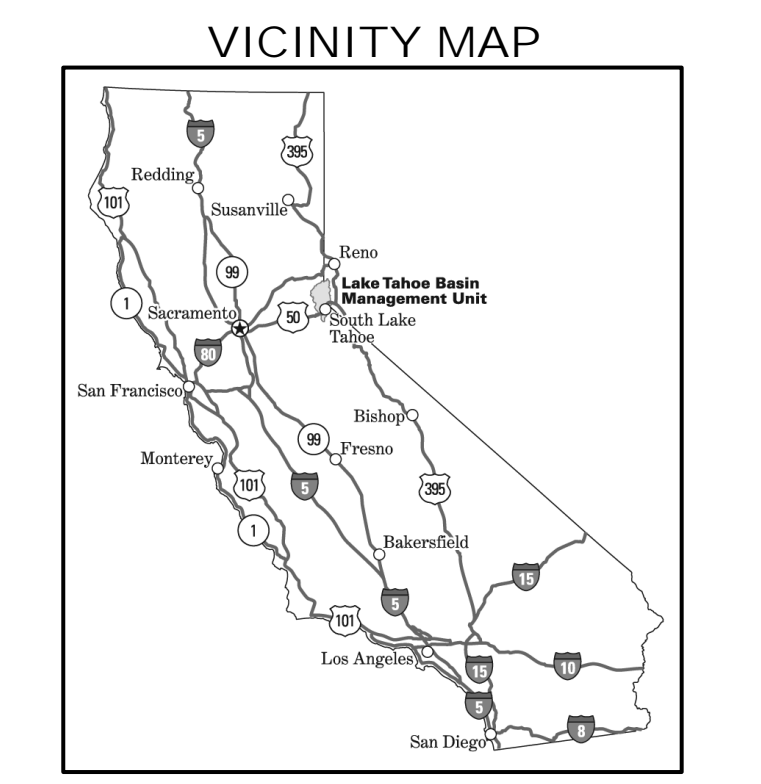 VICINITY MAP
5
395
Redding
101
Susanville
Reno
99
Lake Tahoe Basin
Management Unit
1
Sacramento
50
South Lake
Tahoe
80
San Francisco
Bishop
99
Fresno
Monterey
101
5
395
1
Bakersfield
15
5
101
Los Angeles
15
10
5
8
San Diego